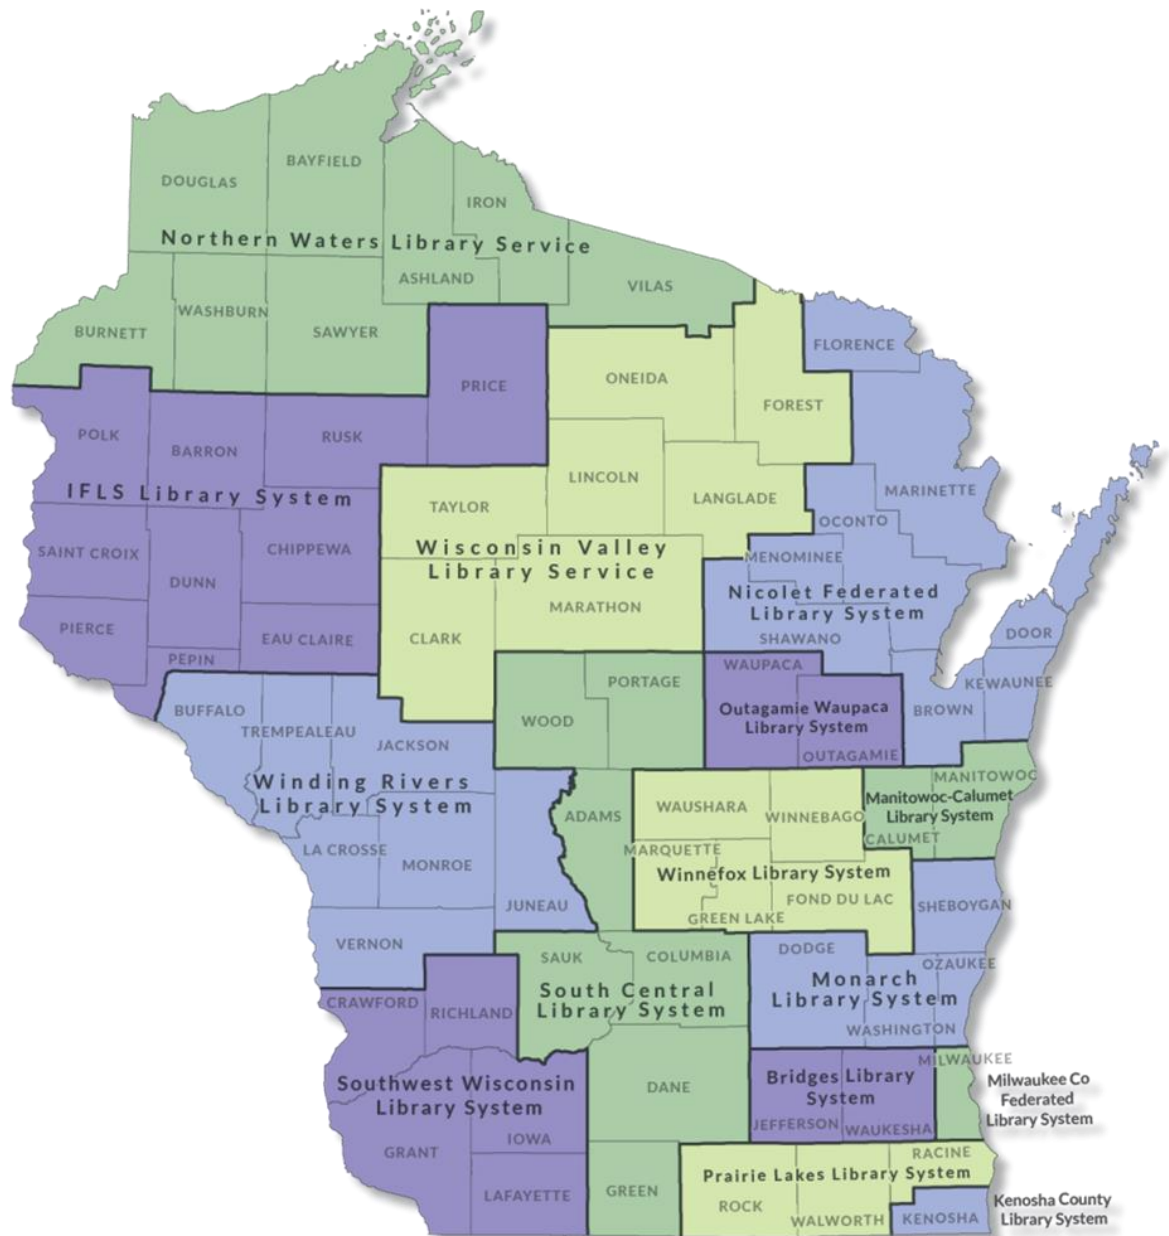 BAYFIELD
DOUGLAS
IRON
Northern Waters Library Service
ASHLAND
VILAS
WASHBURN
BURNETT
SAWYER
FLORENCE
PRICE
ONEIDA
FOREST
POLK
RUSK
BARRON
LINCOLN
MARINETTE
IFLS Library System
LANGLADE
TAYLOR
OCONTO
SAINT CROIX
CHIPPEWA
Wisconsin Valley
Library Service
MENOMINEE
DUNN
Nicolet Federated
Library System
MARATHON
PIERCE
EAU CLAIRE
CLARK
SHAWANO
DOOR
PEPIN
WAUPACA
PORTAGE
KEWAUNEE
BUFFALO
Outagamie Waupaca
Library System
BROWN
WOOD
TREMPEALEAU
JACKSON
OUTAGAMIE
Winding Rivers
Library System
MANITOWOC
Manitowoc-Calumet
Library System
WAUSHARA
WINNEBAGO
ADAMS
CALUMET
LA CROSSE
MARQUETTE
MONROE
Winnefox Library System
FOND DU LAC
JUNEAU
SHEBOYGAN
GREEN LAKE
VERNON
DODGE
SAUK
COLUMBIA
OZAUKEE
Monarch
Library System
South Central
Library System
CRAWFORD
RICHLAND
WASHINGTON
MILWAUKEE
Milwaukee Co
Federated
Library System
Southwest Wisconsin
Library System
DANE
Bridges Library
System
JEFFERSON
WAUKESHA
IOWA
GRANT
RACINE
Prairie Lakes Library System
LAFAYETTE
GREEN
ROCK
WALWORTH
KENOSHA
Kenosha County
Library System